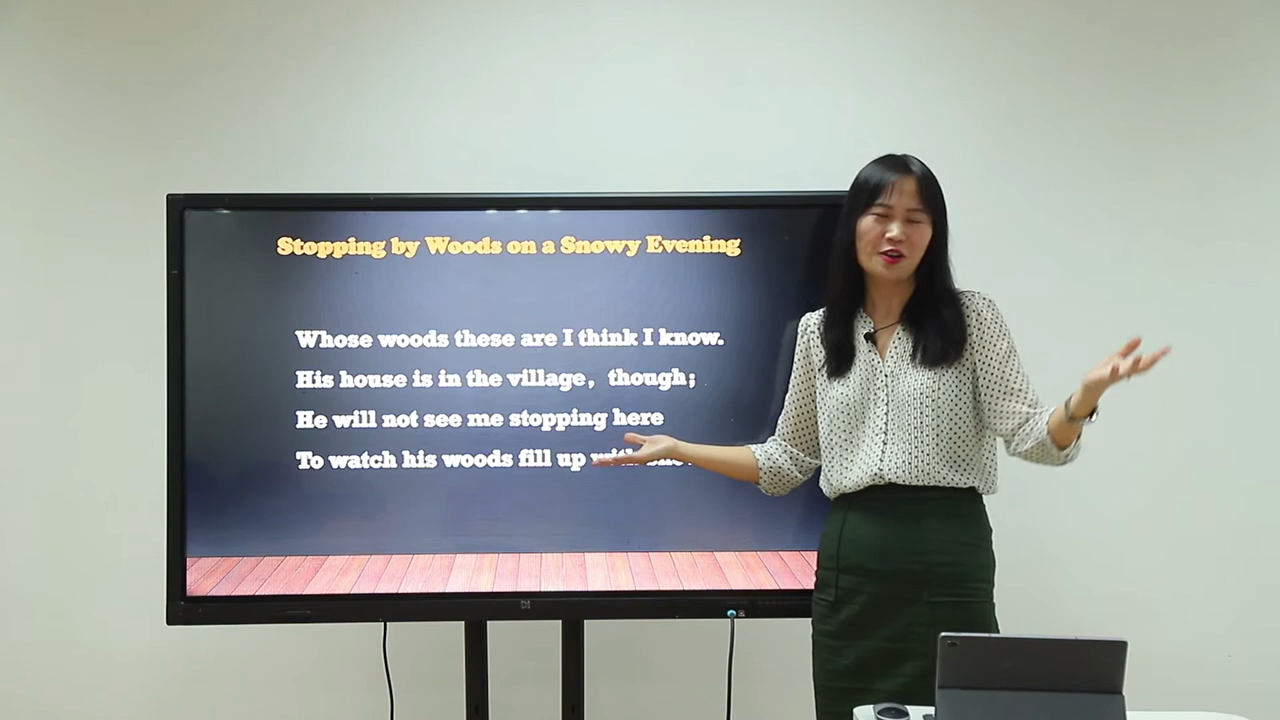 Stopping by Woods on a Snowy Evening
Whose woods these are I think I know.
His house is in the village, though;
He will not see me stopping here
To watch his woods fill up with